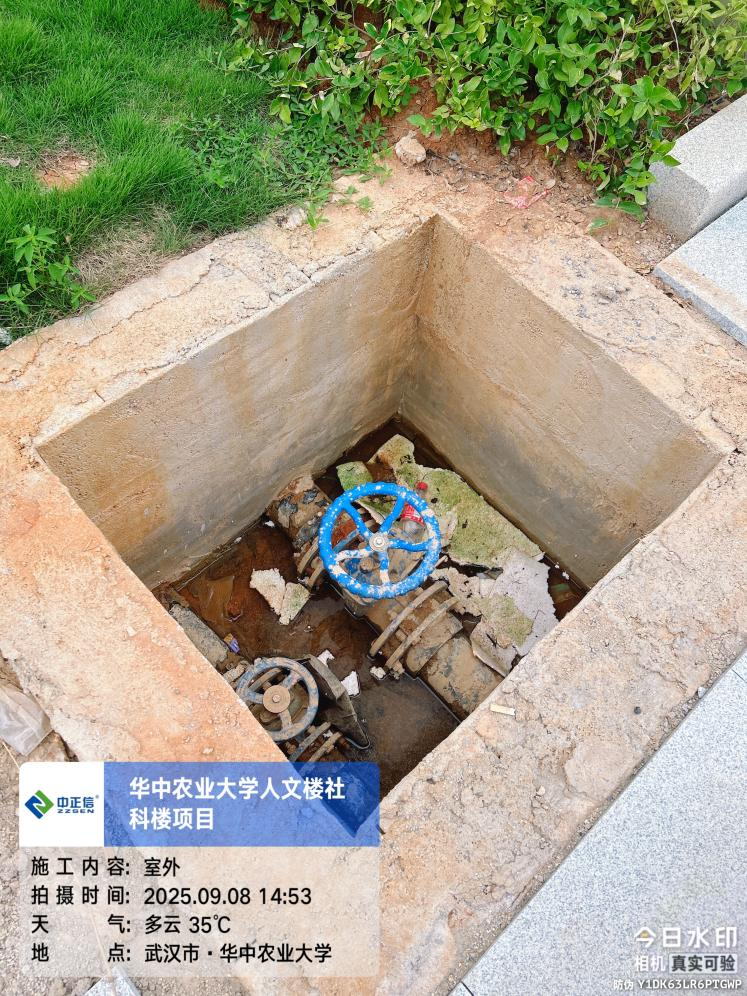 华中农业大学人文楼社
科楼项目
中正信®
ZZSEN
施工内容: 室外
拍摄时间: 2025.09.08 14:53
天气: 多云 35℃
地点: 武汉市·华中农业大学
今日水印
相机 真实可验
防伪 Y1DK63LR6PTGWP